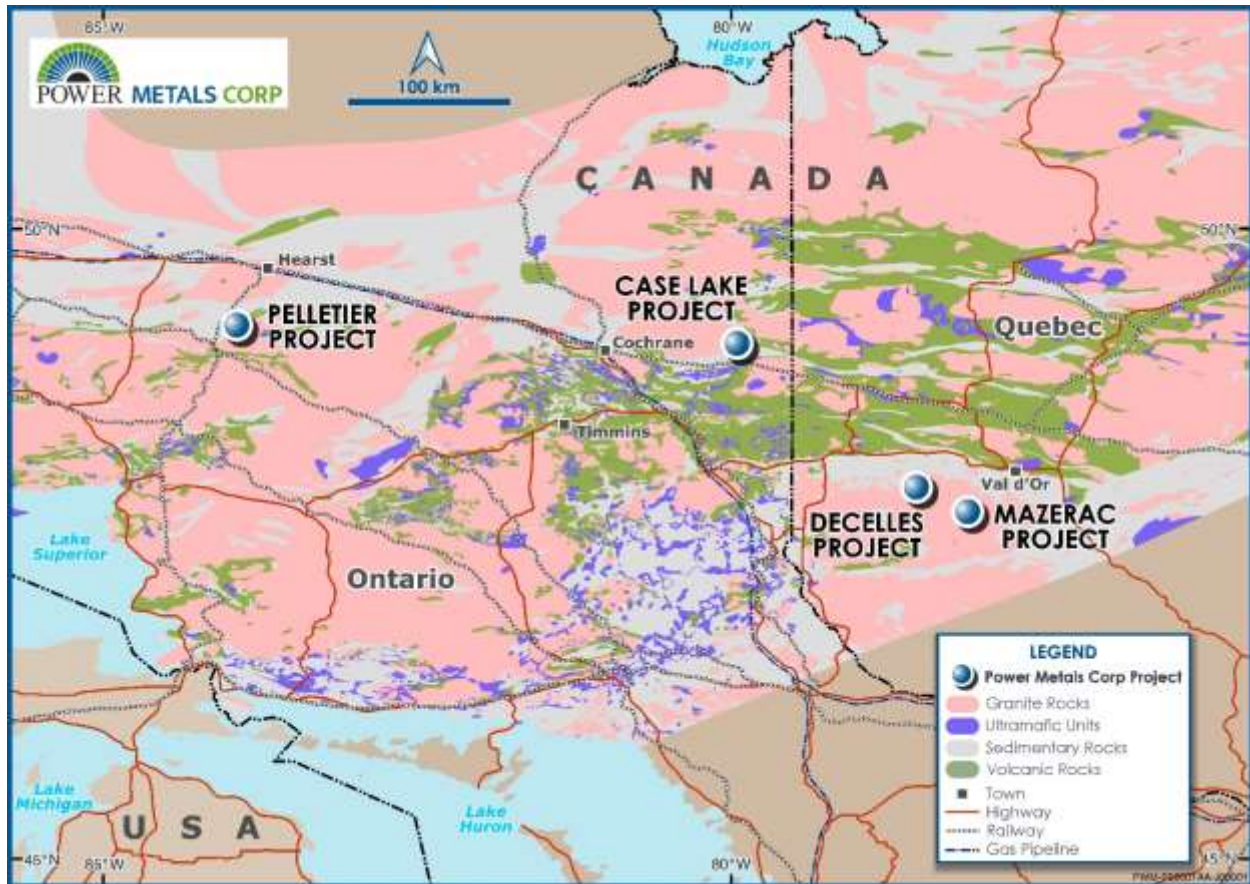 85°W
80°W
Hudson
Bay
POWER METALS CORP
100 km
CANADA
50°N
50°N
Hearst
PELLETIER
PROJECT
CASE LAKE
PROJECT
Cochrane
Quebec
Timmins
Val d'Or
DECELLES
PROJECT
MAZERAC
PROJECT
Lake
Superior
Ontario
LEGEND
Power Metals Corp Project
Granite Rocks
Ultramafic Units
Sedimentary Rocks
Volcanic Rocks
Town
Highway
Railway
Gas Pipeline
Lake
Michigan
Lake
Huron
USA
45°N
85°W
80°W
45°N